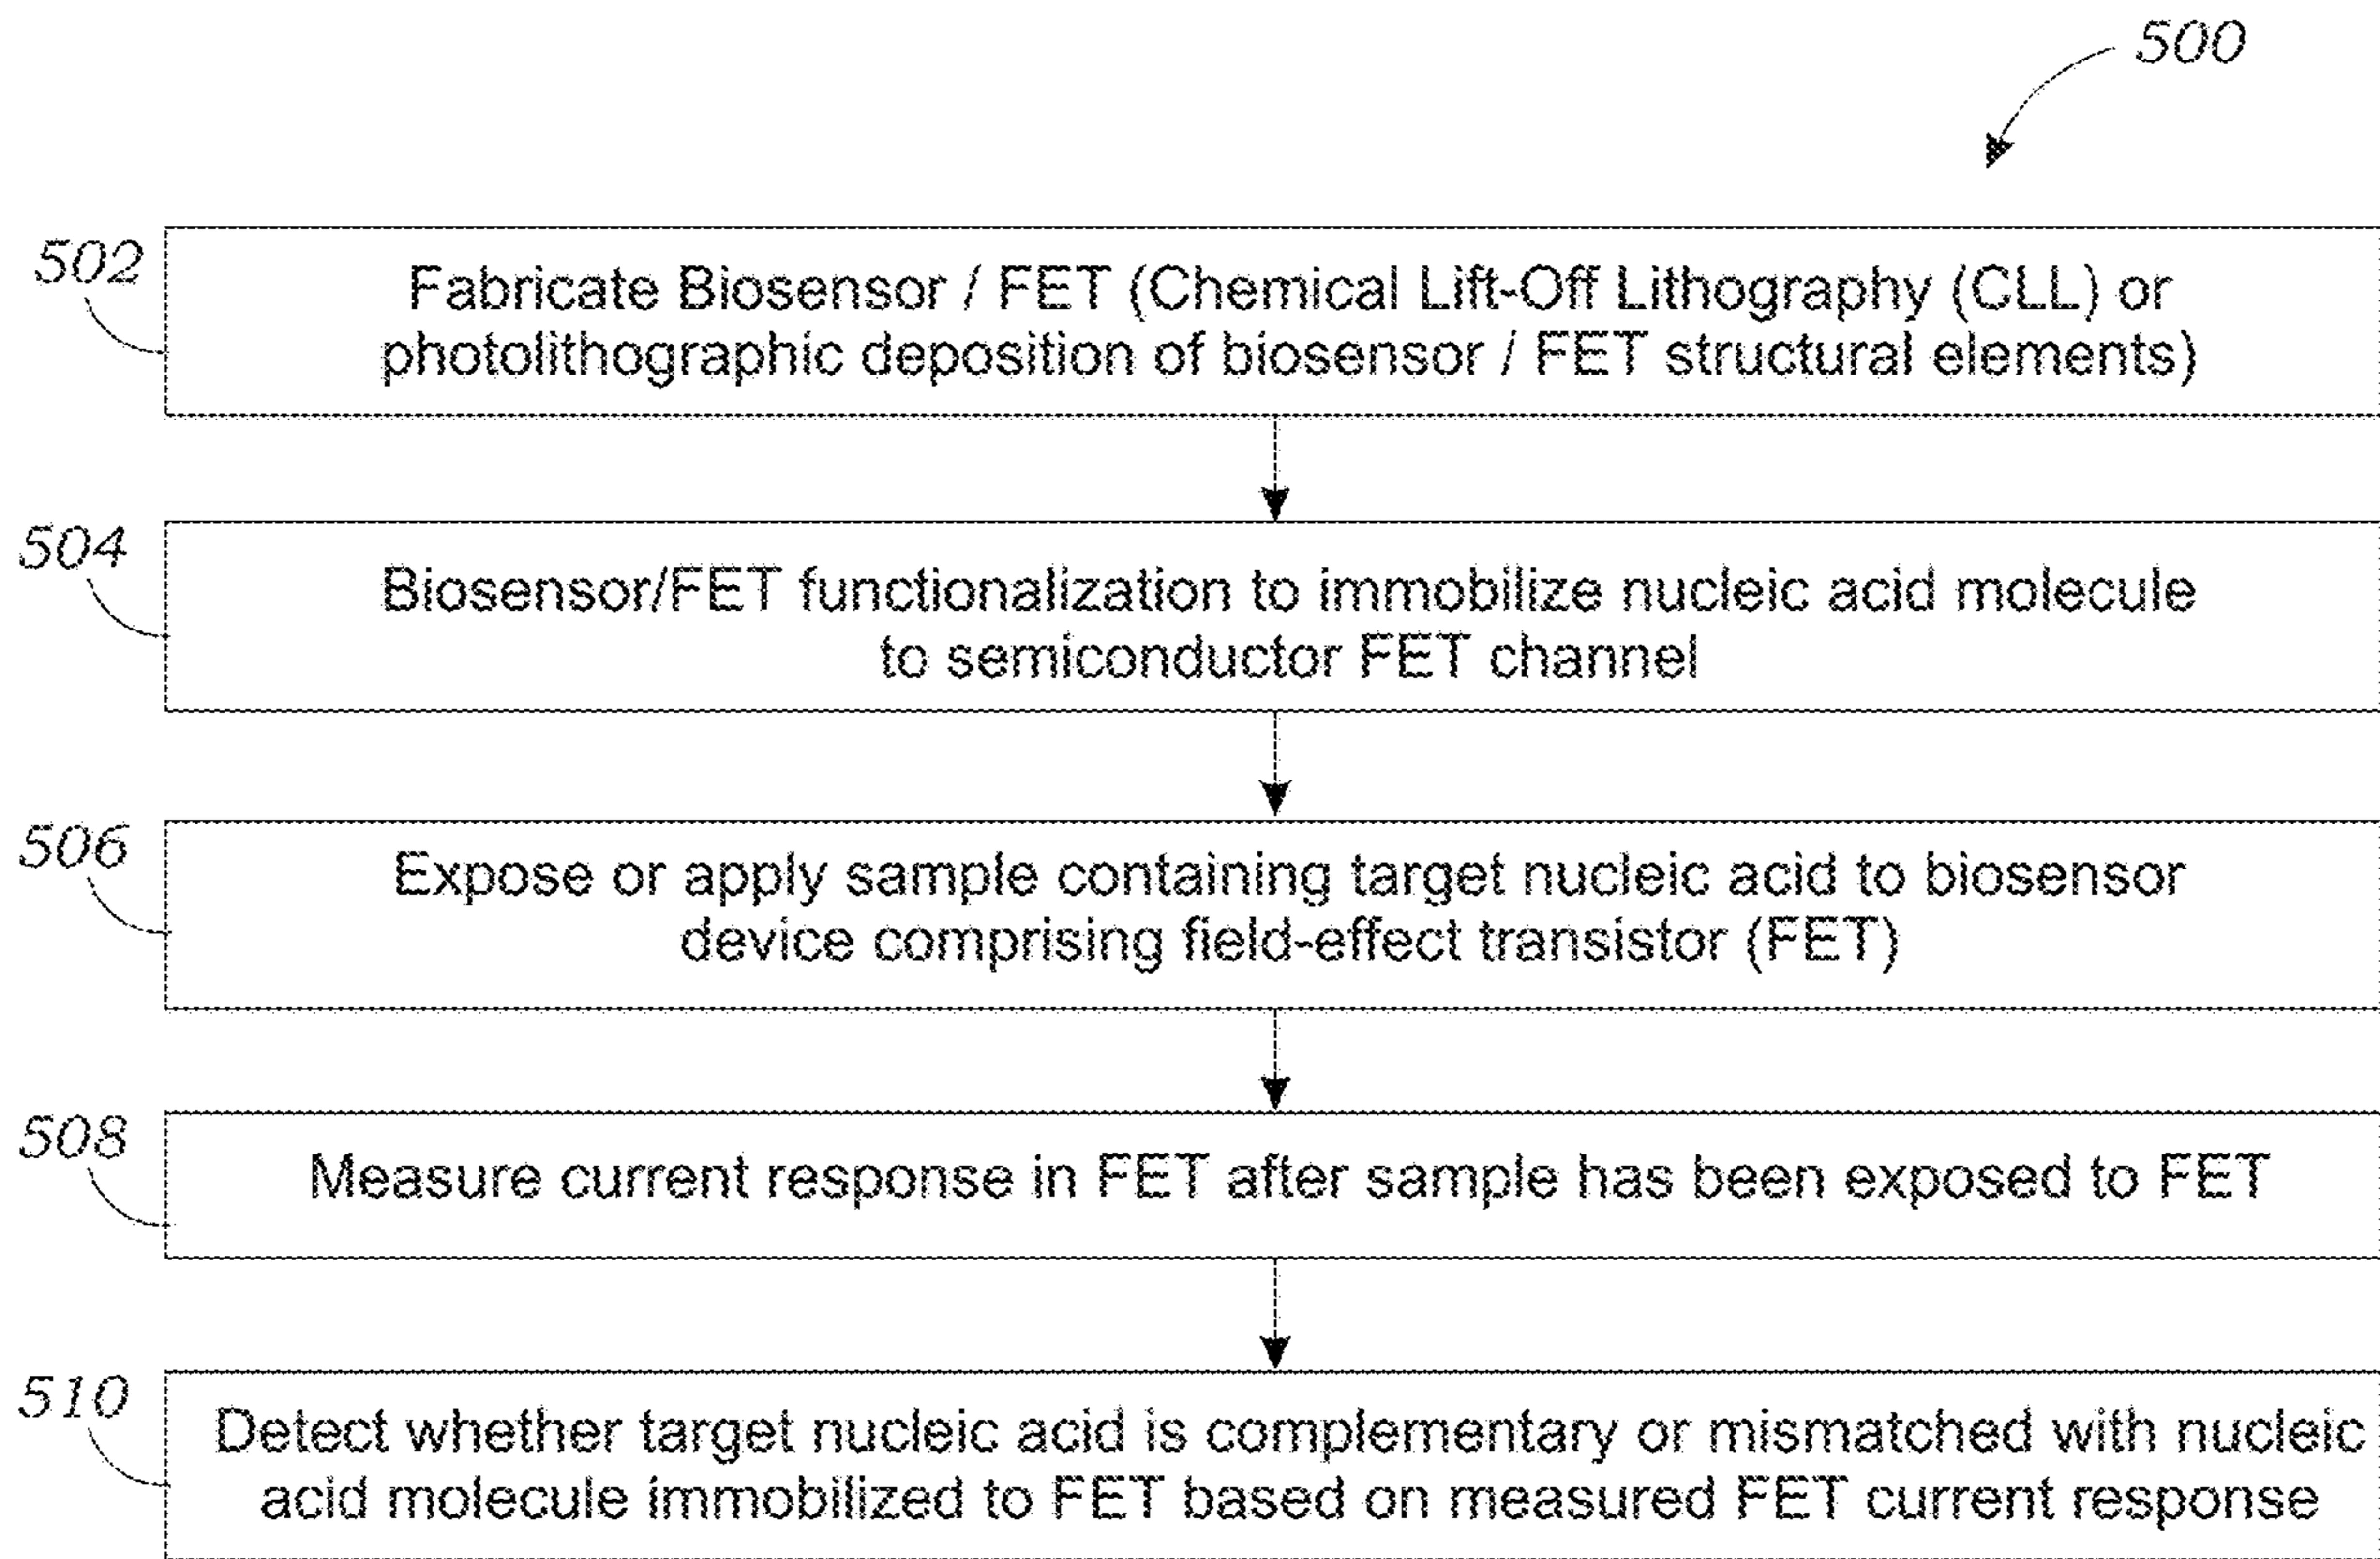 500
502
Fabricate Biosensor / FET (Chemical Lift-Off Lithography (CLL) or
photolithographic deposition of biosensor / FET structural elements)
504
Biosensor/FET functionalization to immobilize nucleic acid molecule
to semiconductor FET channel
506
Expose or apply sample containing target nucleic acid to biosensor
device comprising field-effect transistor (FET)
508
Measure current response in FET after sample has been exposed to FET
510
Detect whether target nucleic acid is complementary or mismatched with nucleic
acid molecule immobilized to FET based on measured FET current response